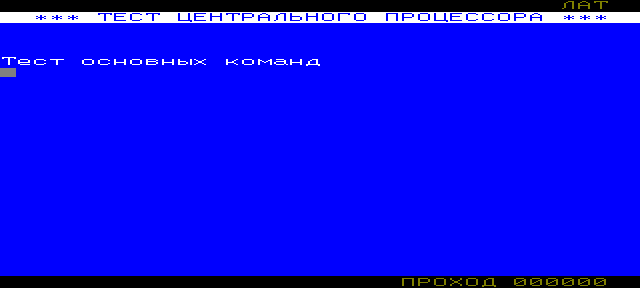 ЛАТ
*** ТЕСТ ЦЕНТРАЛЬНОГО ПРОЦЕССОРА ***
Тест основных команд
ПРОХОД 000000